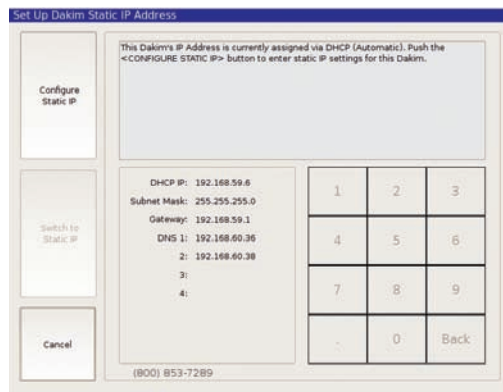 Set Up Dakim Static IP Address
Configure
Static IP
Switch to
Static IP
Cancel
This Dakim's IP Address is currently assigned via DHCP (Automatic). Push the
<CONFIGURE STATIC IP> button to enter static IP settings for this Dakim.
DHCP IP: 192.168.59.6
Subnet Mask: 255.255.255.0
Gateway: 192.168.59.1
DNS 1: 192.168.60.36
2: 192.168.60.38
3:
4:
1 2 3
4 5 6
7 8 9
. 0 Back
(800) 853-7289